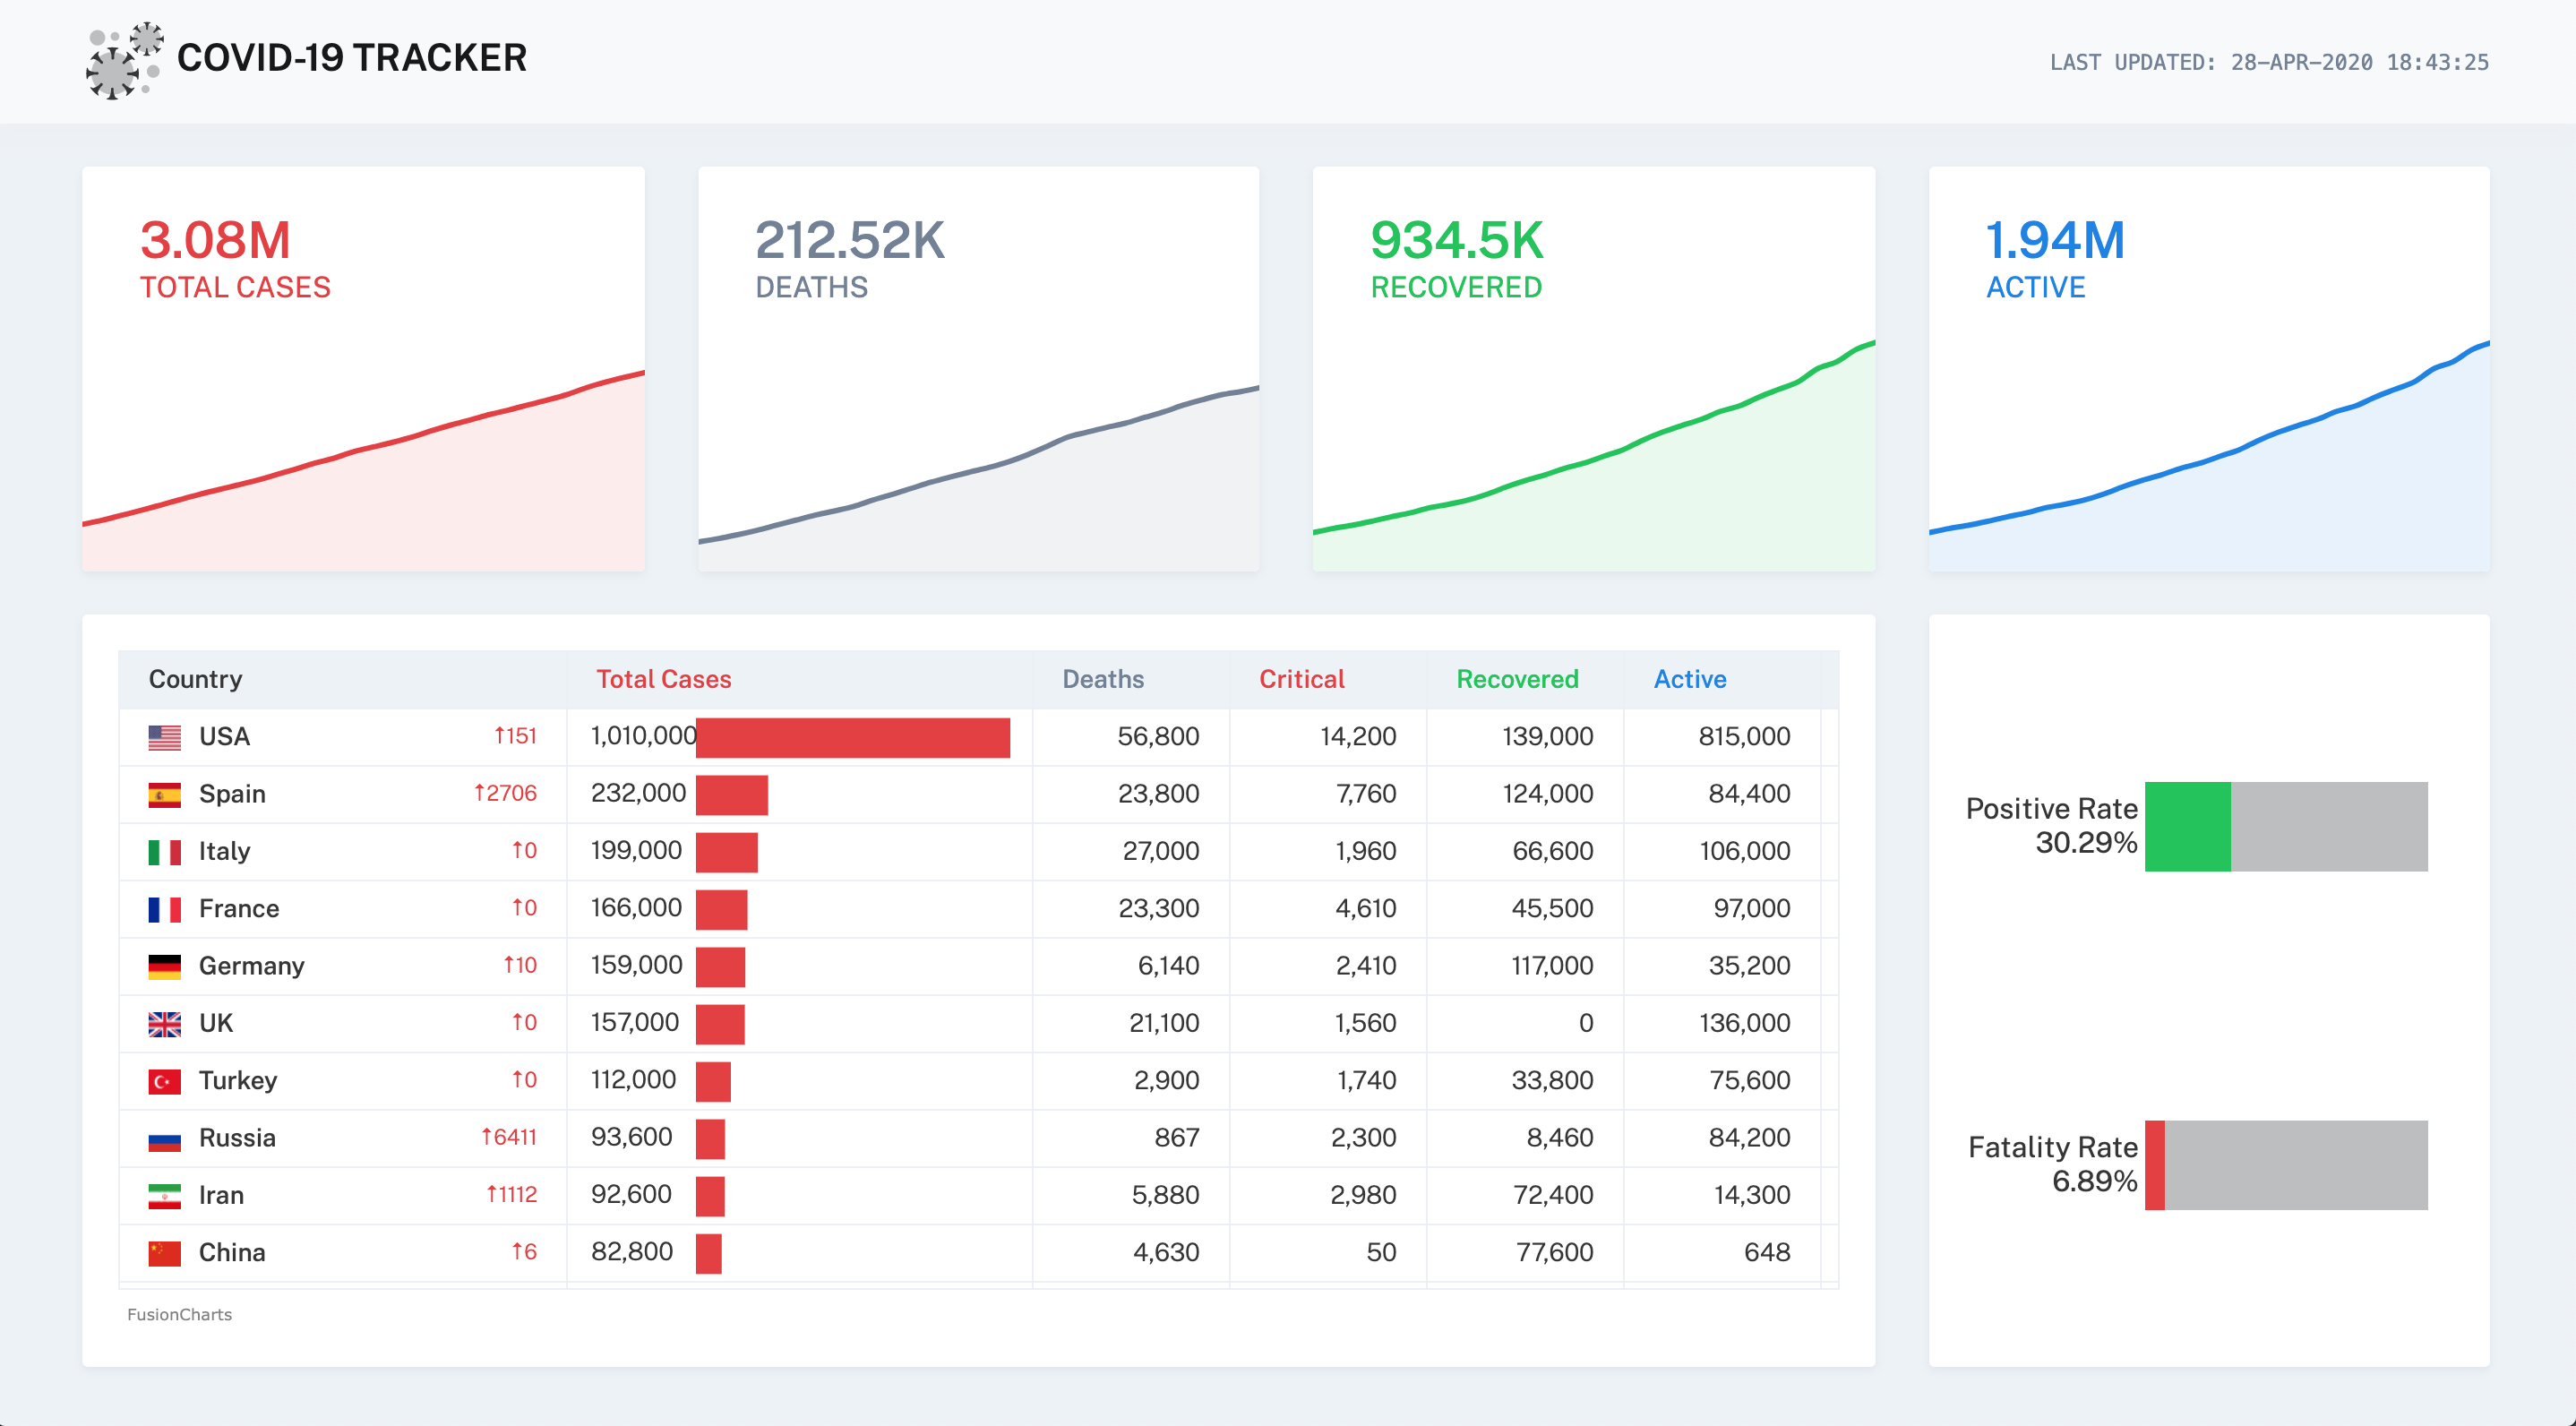 COVID-19 TRACKER
LAST UPDATED: 28-APR-2020 18:43:25
3.08M
TOTAL CASES
212.52K
DEATHS
934.5K
RECOVERED
1.94M
ACTIVE
Country Total Cases Deaths Critical Recovered Active
USA ↑151 1,010,000 56,800 14,200 139,000 815,000
Spain ↑2706 232,000 23,800 7,760 124,000 84,400
Italy ↑0 199,000 27,000 1,960 66,600 106,000
France ↑0 166,000 23,300 4,610 45,500 97,000
Germany ↑10 159,000 6,140 2,410 117,000 35,200
UK ↑0 157,000 21,100 1,560 0 136,000
Turkey ↑0 112,000 2,900 1,740 33,800 75,600
Russia ↑6411 93,600 867 2,300 8,460 84,200
Iran ↑1112 92,600 5,880 2,980 72,400 14,300
China ↑6 82,800 4,630 50 77,600 648
FusionCharts
Positive Rate
30.29%
Fatality Rate
6.89%